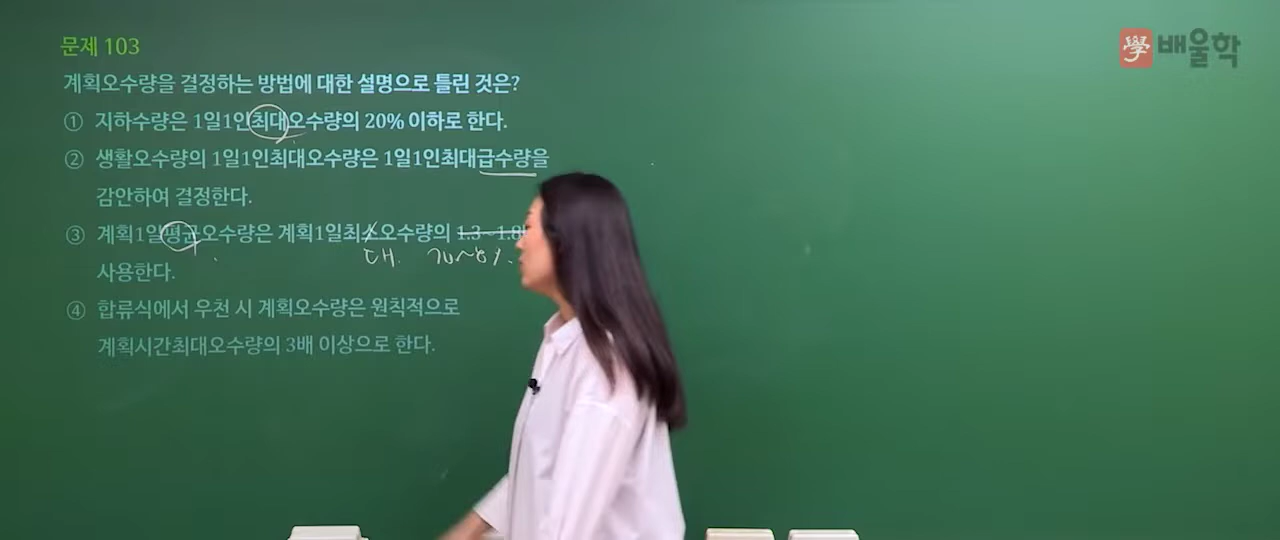 문제 103
學 배울학
계획오수량을 결정하는 방법에 대한 설명으로 틀린 것은?
① 지하수량은 1일1인최대오수량의 20% 이하로 한다.
② 생활오수량의 1일1인최대오수량은 1일1인최대급수량을
감안하여 결정한다.
③ 계획1일평균오수량은 계획1일최소오수량의 1.3~1.8
대. 70~8
사용한다.
④ 합류식에서 우천 시 계획오수량은 원칙적으로
계획시간최대오수량의 3배 이상으로 한다.